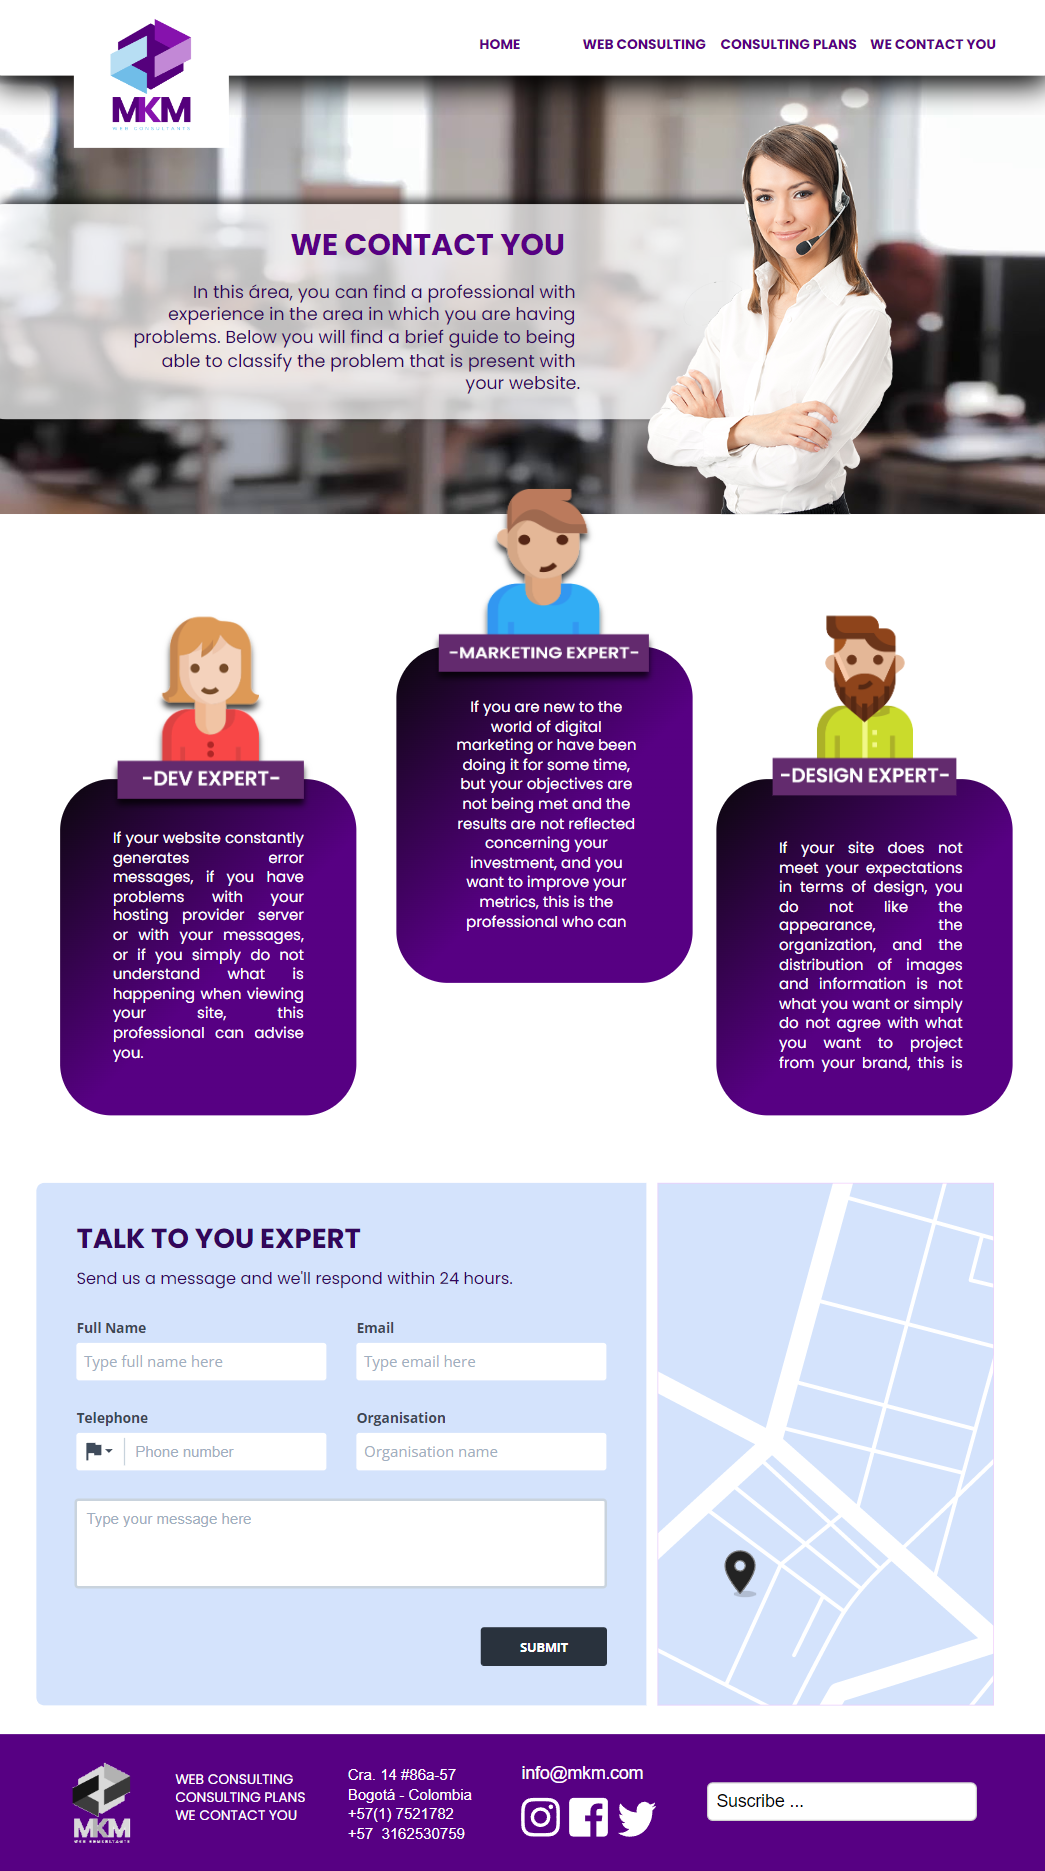 HOME WEB CONSULTING CONSULTING PLANS WE CONTACT YOU
MKM
WEB CONSULTANTS
WE CONTACT YOU
In this área, you can find a professional with
experience in the area in which you are having
problems. Below you will find a brief guide to being
able to classify the problem that is present with
your website.
-DEV EXPERT-
If your website constantly
generates error
messages, if you have
problems with your
hosting provider server
or with your messages,
or if you simply do not
understand what is
happening when viewing
your site, this
professional can advise
you.
-MARKETING EXPERT-
If you are new to the
world of digital
marketing or have been
doing it for some time,
but your objectives are
not being met and the
results are not reflected
concerning your
investment, and you
want to improve your
metrics, this is the
professional who can
-DESIGN EXPERT-
If your site does not
meet your expectations
in terms of design, you
do not like the
appearance, the
organization, and the
distribution of images
and information is not
what you want or simply
do not agree with what
you want to project
from your brand, this is
TALK TO YOU EXPERT
Send us a message and we'll respond within 24 hours.
Full Name
Type full name here
Email
Type email here
Telephone
Phone number
Organisation
Organisation name
Type your message here
SUBMIT
MKM
WEB CONSULTANTS
WEB CONSULTING
CONSULTING PLANS
WE CONTACT YOU
Cra. 14 #86a-57
Bogotá - Colombia
+57(1) 7521782
+57 3162530759
info@mkm.com
Suscribe ...